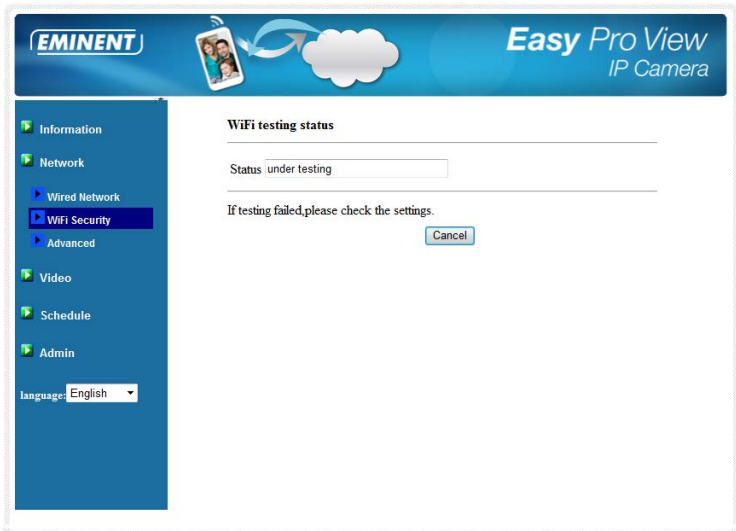 EMINENT
Easy Pro View
IP Camera
Information
Network
Wired Network
WiFi Security
Advanced
Video
Schedule
Admin
language: English
WiFi testing status
Status under testing
If testing failed,please check the settings.
Cancel